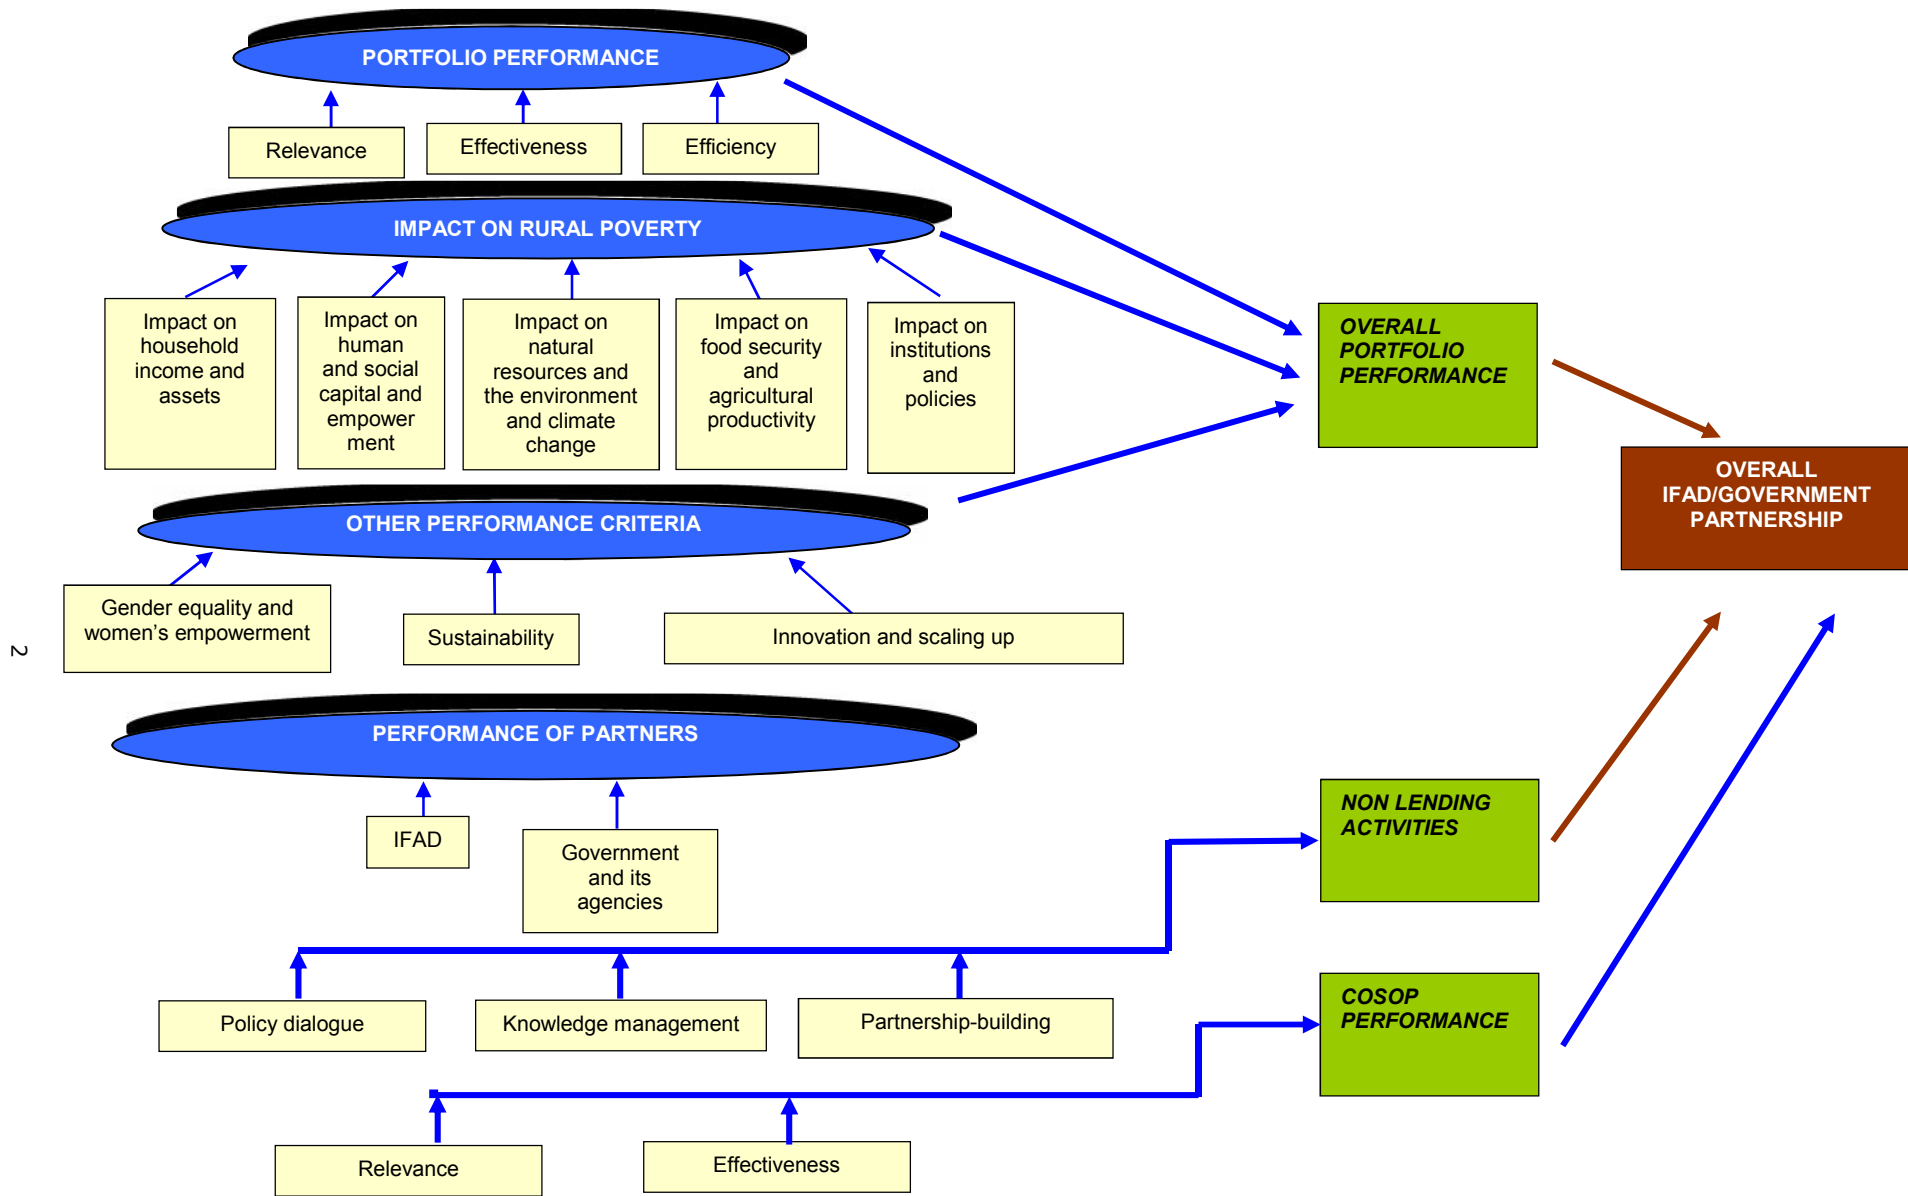 PORTFOLIO PERFORMANCE
Relevance
Effectiveness
Efficiency
IMPACT ON RURAL POVERTY
Impact on
household
income and
assets
Impact on
human
and social
capital and
empower
ment
Impact on
natural
resources and
the environment
and climate
change
Impact on
food security
and
agricultural
productivity
Impact on
institutions
and
policies
OVERALL
PORTFOLIO
PERFORMANCE
OVERALL
IFAD/GOVERNMENT
PARTNERSHIP
OTHER PERFORMANCE CRITERIA
Gender equality and
women’s empowerment
Sustainability
Innovation and scaling up
2
PERFORMANCE OF PARTNERS
IFAD
Government
and its
agencies
NON LENDING
ACTIVITIES
Policy dialogue
Knowledge management
Partnership-building
COSOP
PERFORMANCE
Relevance
Effectiveness